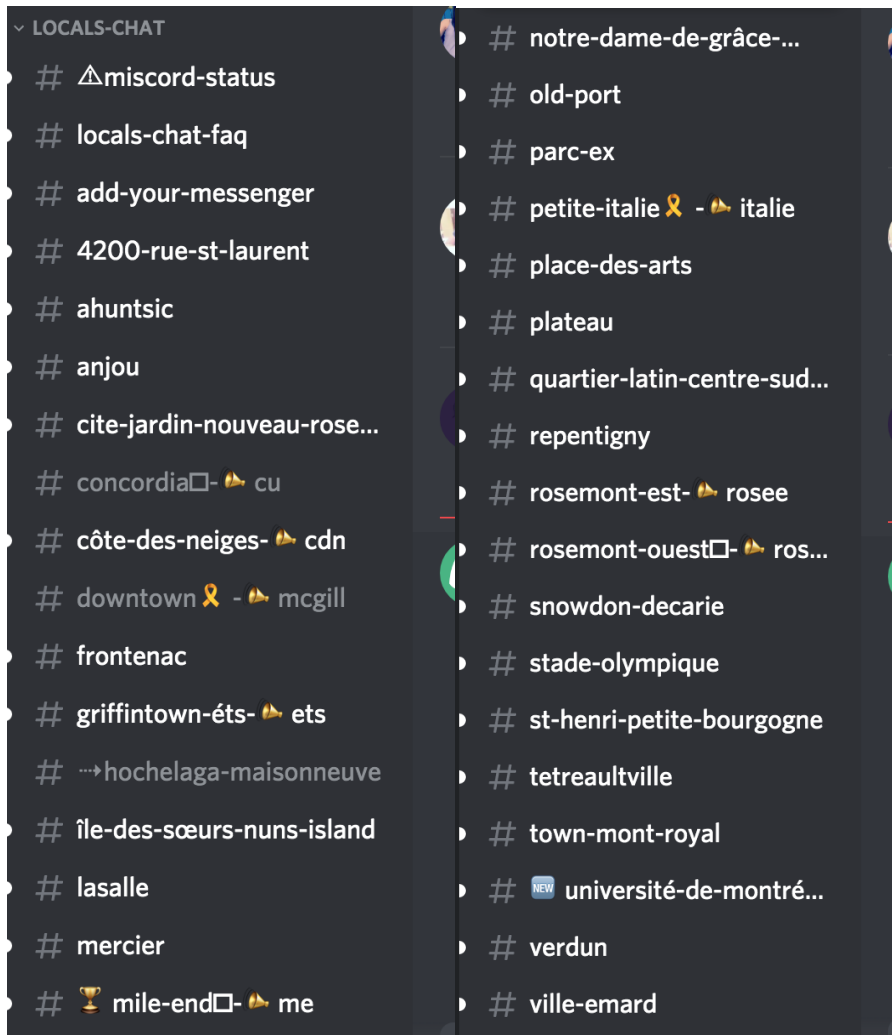 LOCALS-CHAT
# ⚠miscord-status
# locals-chat-faq
# add-your-messenger
# 4200-rue-st-laurent
# ahuntsic
# anjou
# cite-jardin-nouveau-rose...
# concordia□-📯 cu
# côte-des-neiges-📯 cdn
# downtown🎗 -📯 mcgill
# frontenac
# griffintown-éts-📯 ets
# ⤑hochelaga-maisonneuve
# île-des-sœurs-nuns-island
# lasalle
# mercier
# 🏆 mile-end□-📯 me
# notre-dame-de-grâce-...
# old-port
# parc-ex
# petite-italie🎗 -📯 italie
# place-des-arts
# plateau
# quartier-latin-centre-sud...
# repentigny
# rosemont-est-📯 rosee
# rosemont-ouest□-📯 ros...
# snowdon-decarie
# stade-olympique
# st-henri-petite-bourgogne
# tetreaultville
# town-mont-royal
# 🆕 université-de-montré...
# verdun
# ville-emard